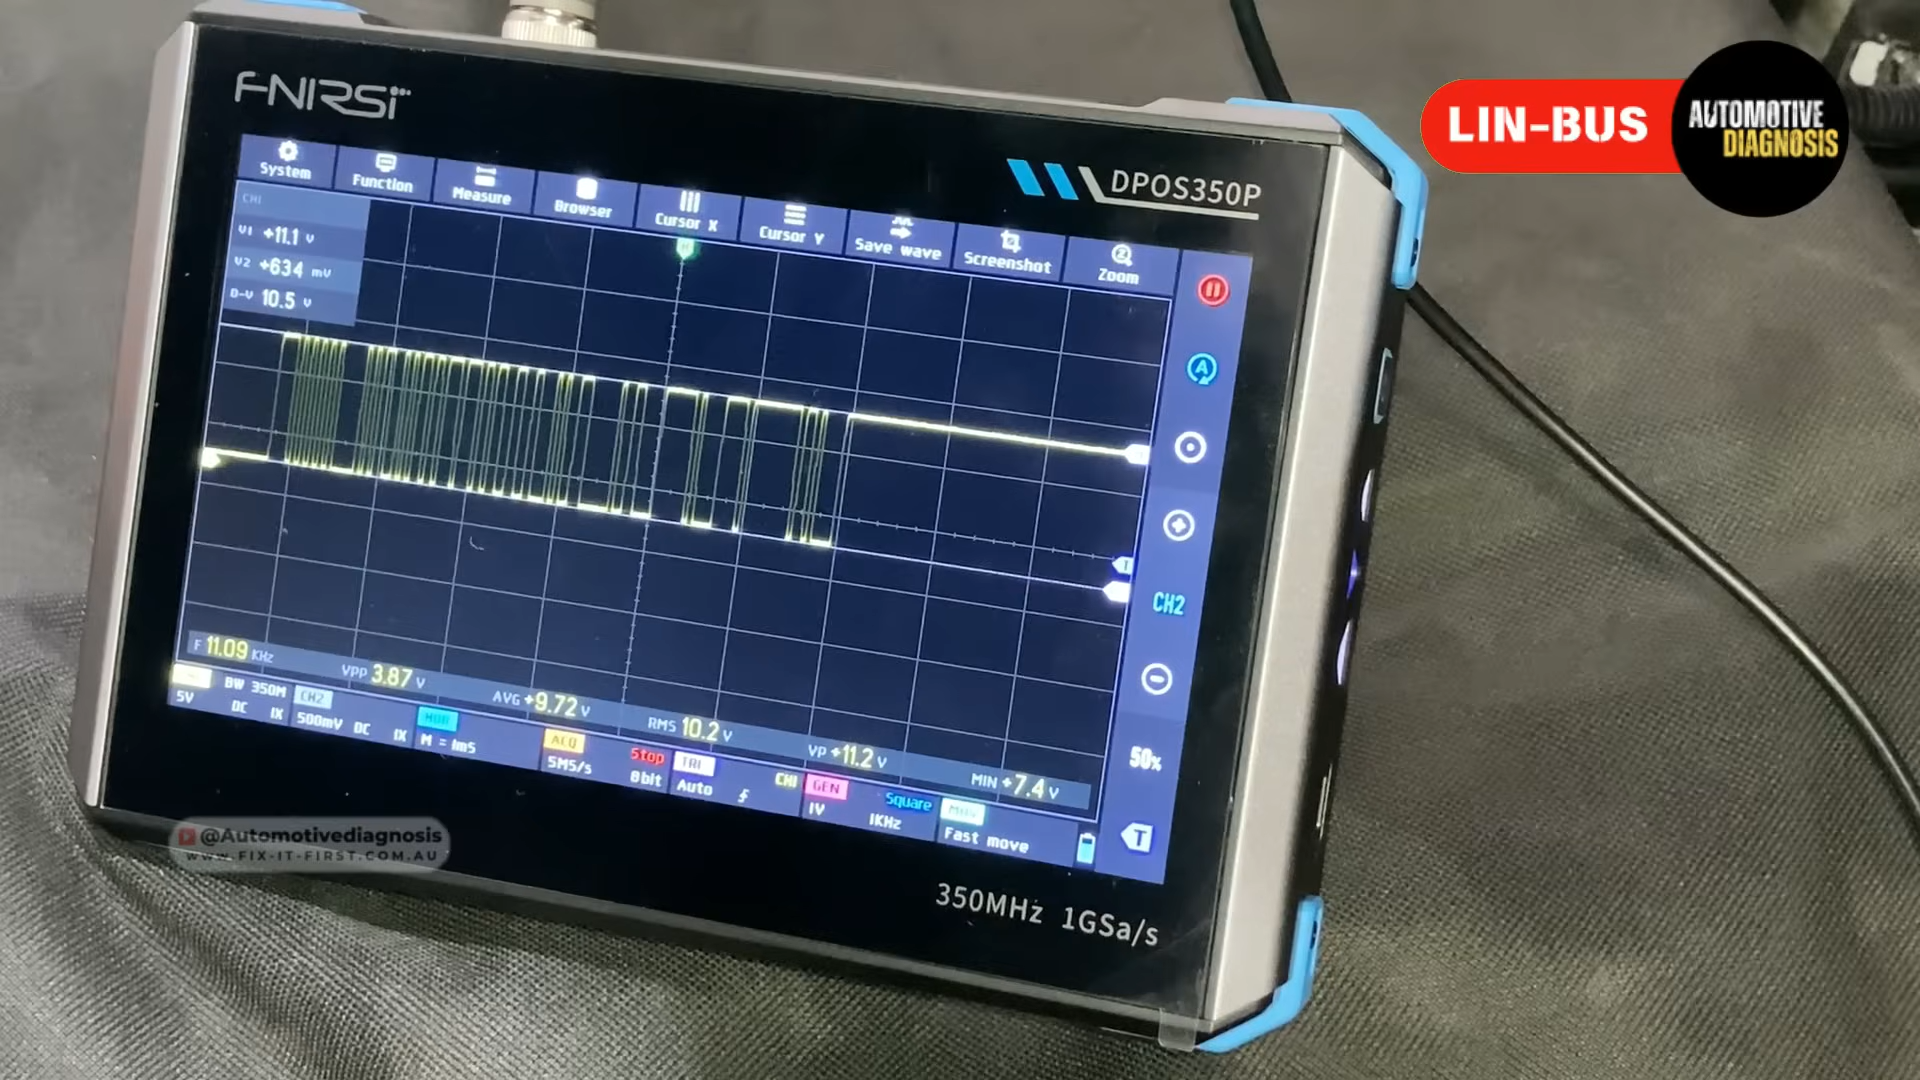 LIN-BUS
AUTOMOTIVE
DIAGNOSIS
FNIRSI
DPOS350P
System
Function
Measure
Browser
Cursor X
Cursor Y
Save wave
Screenshot
Zoom
CH1
V1 +11.1 V
V2 +634 mV
D-V 10.5 V
A
CH2
50%
T
F 11.09 KHz
VPP 3.87 V
AVG +9.72 V
RMS 10.2 V
VP +11.2 V
MIN +7.4 V
BW 350M
5V DC 1X
CH2
500mV DC 1X
HOR
M = 1mS
ACQ Stop
5MS/s 8bit
TRI CH1
Auto
GEN Square
1V 1KHz
MOV
Fast move
350MHz 1GSa/s
@Automotivediagnosis
WWW.FIX-IT-FIRST.COM.AU